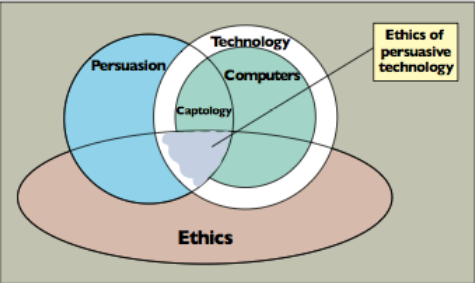 Ethics of
persuasive
technology
Technology
Persuasion
Computers
Captology
Ethics